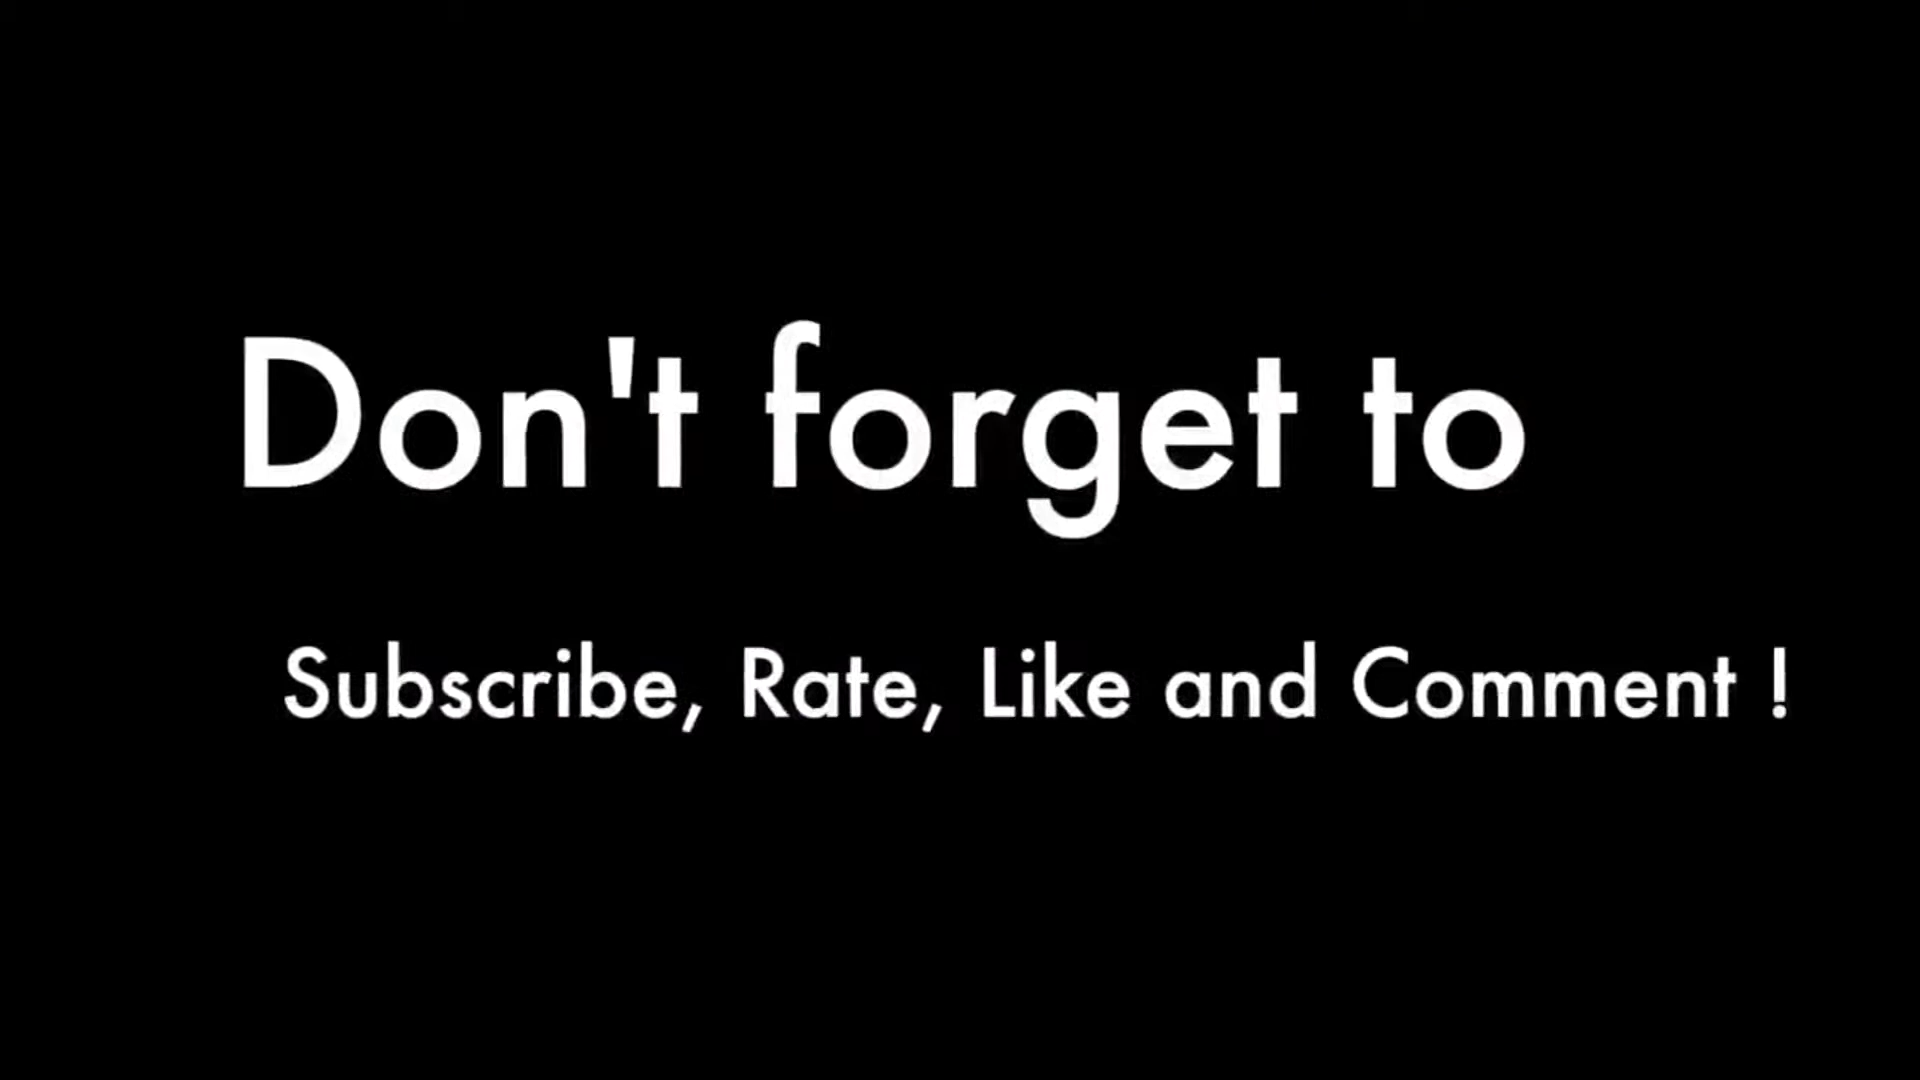 Don't forget to
Subscribe, Rate, Like and Comment !